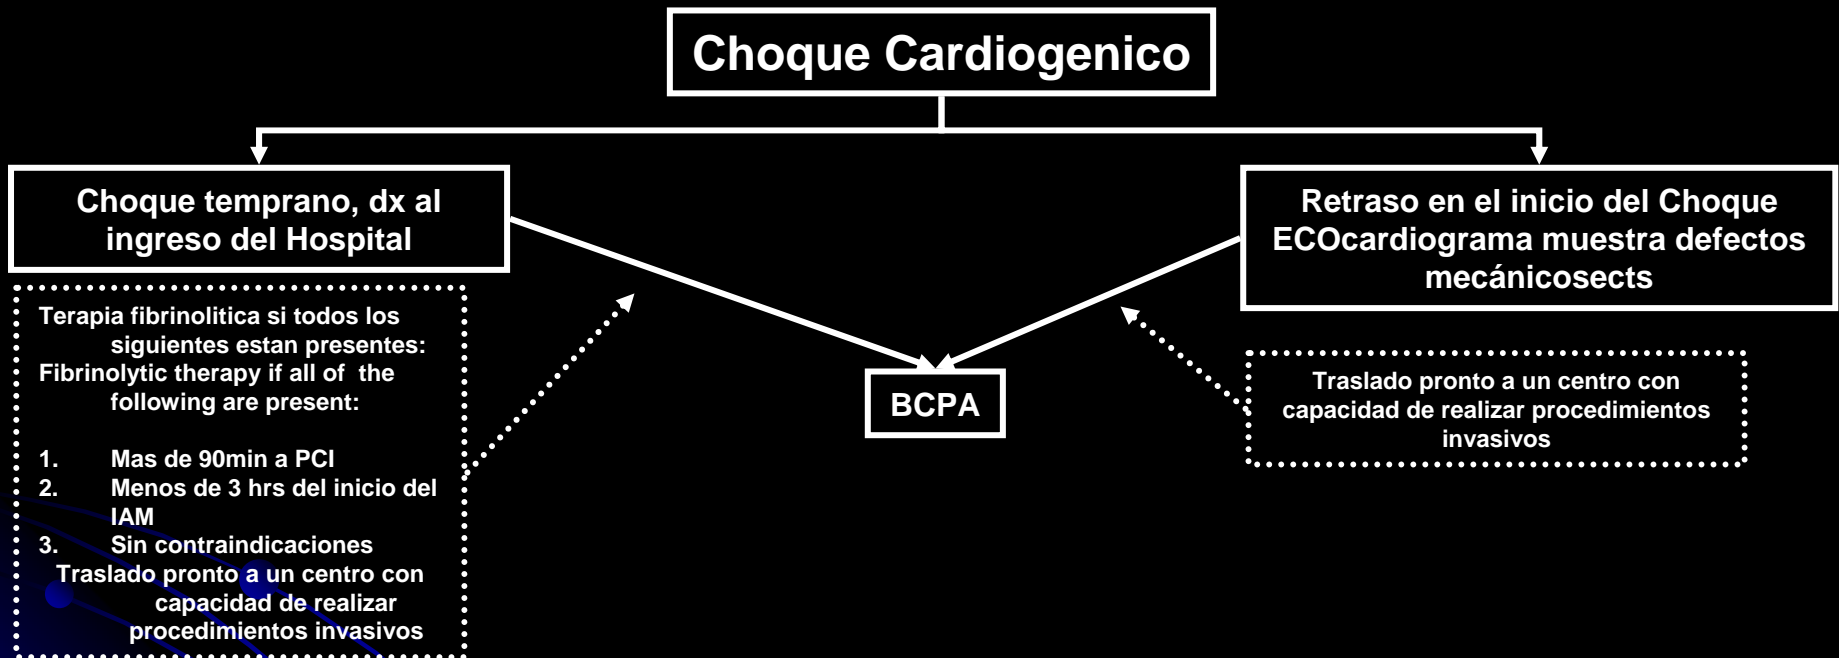 Choque Cardiogenico
Choque temprano, dx al
ingreso del Hospital
Retraso en el inicio del Choque
ECOcardiograma muestra defectos
mecánicosects
Terapia fibrinolitica si todos los
siguientes estan presentes:
Fibrinolytic therapy if all of the
following are present:
1. Mas de 90min a PCI
2. Menos de 3 hrs del inicio del
IAM
3. Sin contraindicaciones
Traslado pronto a un centro con
capacidad de realizar
procedimientos invasivos
BCPA
Traslado pronto a un centro con
capacidad de realizar procedimientos
invasivos